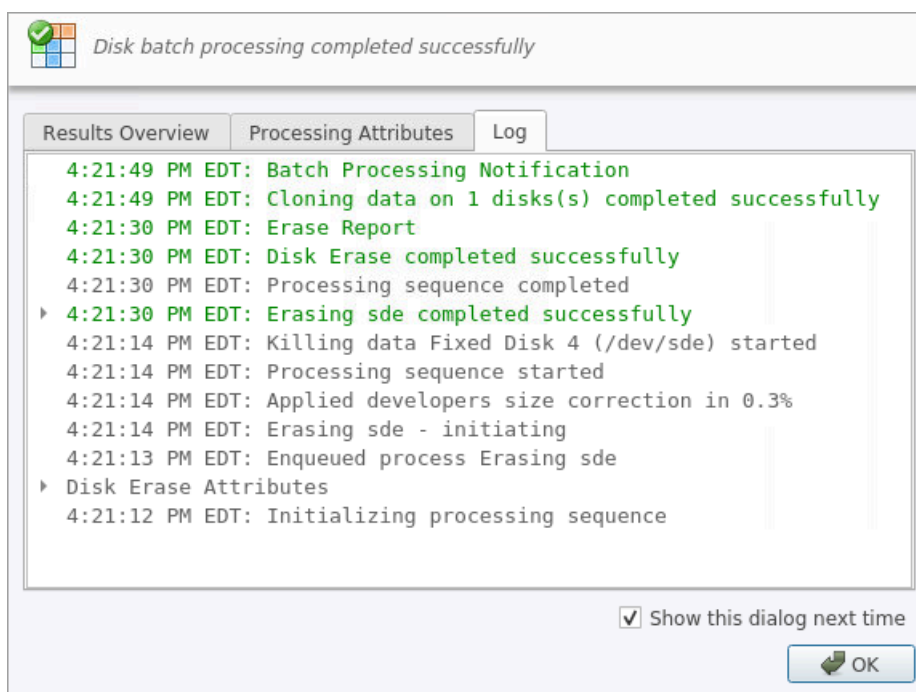 Disk batch processing completed successfully
Results Overview Processing Attributes Log
4:21:49 PM EDT: Batch Processing Notification
4:21:49 PM EDT: Cloning data on 1 disks(s) completed successfully
4:21:30 PM EDT: Erase Report
4:21:30 PM EDT: Disk Erase completed successfully
4:21:30 PM EDT: Processing sequence completed
4:21:30 PM EDT: Erasing sde completed successfully
4:21:14 PM EDT: Killing data Fixed Disk 4 (/dev/sde) started
4:21:14 PM EDT: Processing sequence started
4:21:14 PM EDT: Applied developers size correction in 0.3%
4:21:14 PM EDT: Erasing sde - initiating
4:21:13 PM EDT: Enqueued process Erasing sde
Disk Erase Attributes
4:21:12 PM EDT: Initializing processing sequence
Show this dialog next time
OK